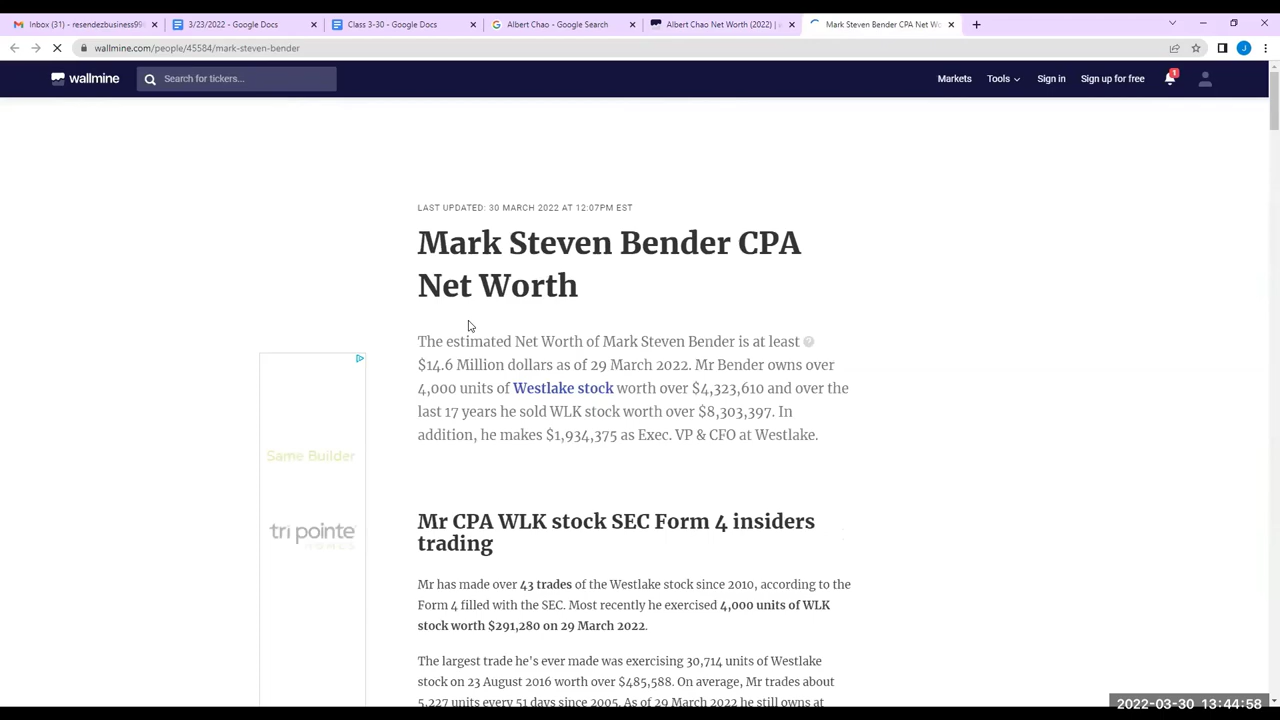 Inbox (31) - resendezbusiness99
3/23/2022 - Google Docs
Class 3-30 - Google Docs
Albert Chao - Google Search
Albert Chao Net Worth (2022) |
Mark Steven Bender CPA Net Wo
wallmine.com/people/45584/mark-steven-bender
J
wallmine
Search for tickers...
Markets
Tools
Sign in
Sign up for free
1
LAST UPDATED: 30 MARCH 2022 AT 12:07PM EST
Mark Steven Bender CPA
Net Worth
The estimated Net Worth of Mark Steven Bender is at least ?
$14.6 Million dollars as of 29 March 2022. Mr Bender owns over
4,000 units of Westlake stock worth over $4,323,610 and over the
last 17 years he sold WLK stock worth over $8,303,397. In
addition, he makes $1,934,375 as Exec. VP & CFO at Westlake.
Same Builder
tri pointe
HOMES
Mr CPA WLK stock SEC Form 4 insiders
trading
Mr has made over 43 trades of the Westlake stock since 2010, according to the
Form 4 filled with the SEC. Most recently he exercised 4,000 units of WLK
stock worth $291,280 on 29 March 2022.
The largest trade he's ever made was exercising 30,714 units of Westlake
stock on 23 August 2016 worth over $485,588. On average, Mr trades about
5,227 units every 51 days since 2005. As of 29 March 2022 he still owns at
2022-03-30 13:44:58